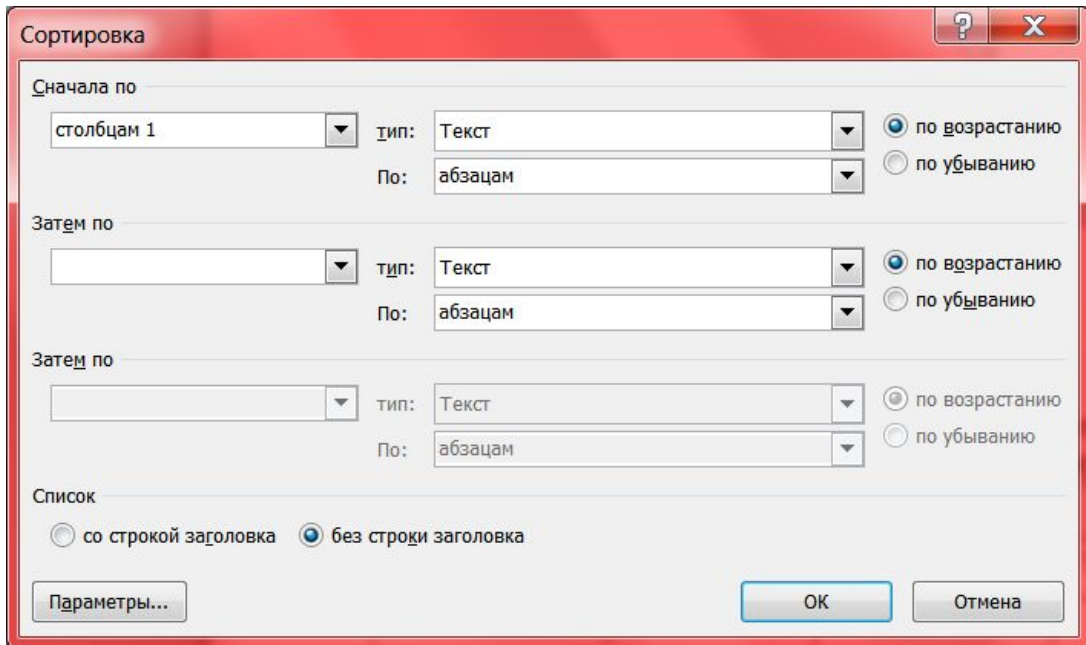 Сортировка
Сначала по
столбцам 1 тип: Текст по возрастанию
По: абзацам по убыванию
Затем по
тип: Текст по возрастанию
По: абзацам по убыванию
Затем по
тип: Текст по возрастанию
По: абзацам по убыванию
Список
со строкой заголовка без строки заголовка
Параметры... ОК Отмена